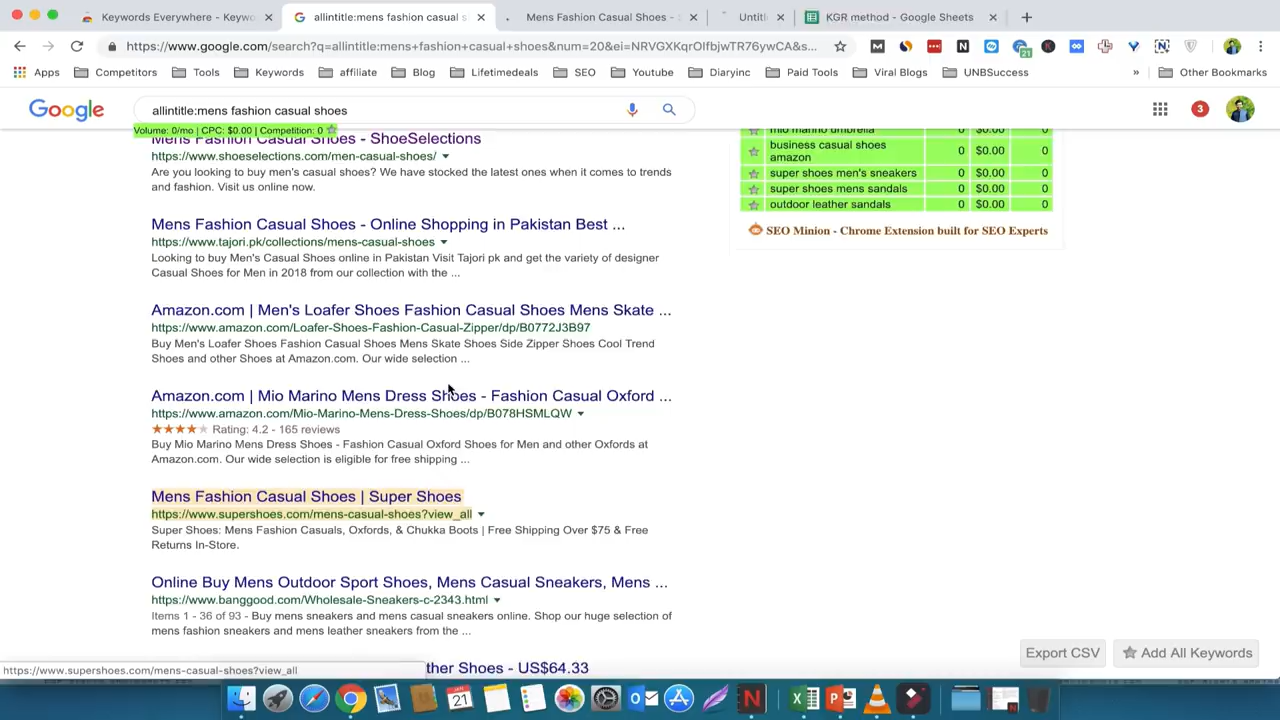 Keywords Everywhere - Keywo
allintitle:mens fashion casual s
Mens Fashion Casual Shoes - S
Untitl
KGR method - Google Sheets
https://www.google.com/search?q=allintitle:mens+fashion+casual+shoes&num=20&ei=NRVGXKqrOIfbjwTR76ywCA&s...
21
Apps
Competitors
Tools
Keywords
affiliate
Blog
Lifetimedeals
SEO
Youtube
Diaryinc
Paid Tools
Viral Blogs
UNBSuccess
»
Other Bookmarks
Google
allintitle:mens fashion casual shoes
3
Volume: 0/mo | CPC: $0.00 | Competition: 0
Mens Fashion Casual Shoes - ShoeSelections
https://www.shoeselections.com/men-casual-shoes/
Are you looking to buy men's casual shoes? We have stocked the latest ones when it comes to trends
and fashion. Visit us online now.
Mens Fashion Casual Shoes - Online Shopping in Pakistan Best ...
https://www.tajori.pk/collections/mens-casual-shoes
Looking to buy Men's Casual Shoes online in Pakistan Visit Tajori pk and get the variety of designer
Casual Shoes for Men in 2018 from our collection with the ...
Amazon.com | Men's Loafer Shoes Fashion Casual Shoes Mens Skate ...
https://www.amazon.com/Loafer-Shoes-Fashion-Casual-Zipper/dp/B0772J3B97
Buy Men's Loafer Shoes Fashion Casual Shoes Mens Skate Shoes Side Zipper Shoes Cool Trend
Shoes and other Shoes at Amazon.com. Our wide selection ...
Amazon.com | Mio Marino Mens Dress Shoes - Fashion Casual Oxford ...
https://www.amazon.com/Mio-Marino-Mens-Dress-Shoes/dp/B078HSMLQW
Rating: 4.2 - 165 reviews
Buy Mio Marino Mens Dress Shoes - Fashion Casual Oxford Shoes for Men and other Oxfords at
Amazon.com. Our wide selection is eligible for free shipping ...
Mens Fashion Casual Shoes | Super Shoes
https://www.supershoes.com/mens-casual-shoes?view_all
Super Shoes: Mens Fashion Casuals, Oxfords, & Chukka Boots | Free Shipping Over $75 & Free
Returns In-Store.
Online Buy Mens Outdoor Sport Shoes, Mens Casual Sneakers, Mens ...
https://www.banggood.com/Wholesale-Sneakers-c-2343.html
Items 1 - 36 of 93 - Buy mens sneakers and mens casual sneakers online. Shop our huge selection of
mens fashion sneakers and mens leather sneakers from the ...
ther Shoes - US$64.33
mio marino umbrella 0 $0.00 0
business casual shoes amazon 0 $0.00 0
super shoes men's sneakers 0 $0.00 0
super shoes mens sandals 0 $0.00 0
outdoor leather sandals 0 $0.00 0
SEO Minion - Chrome Extension built for SEO Experts
Export CSV
Add All Keywords
https://www.supershoes.com/mens-casual-shoes?view_all
21